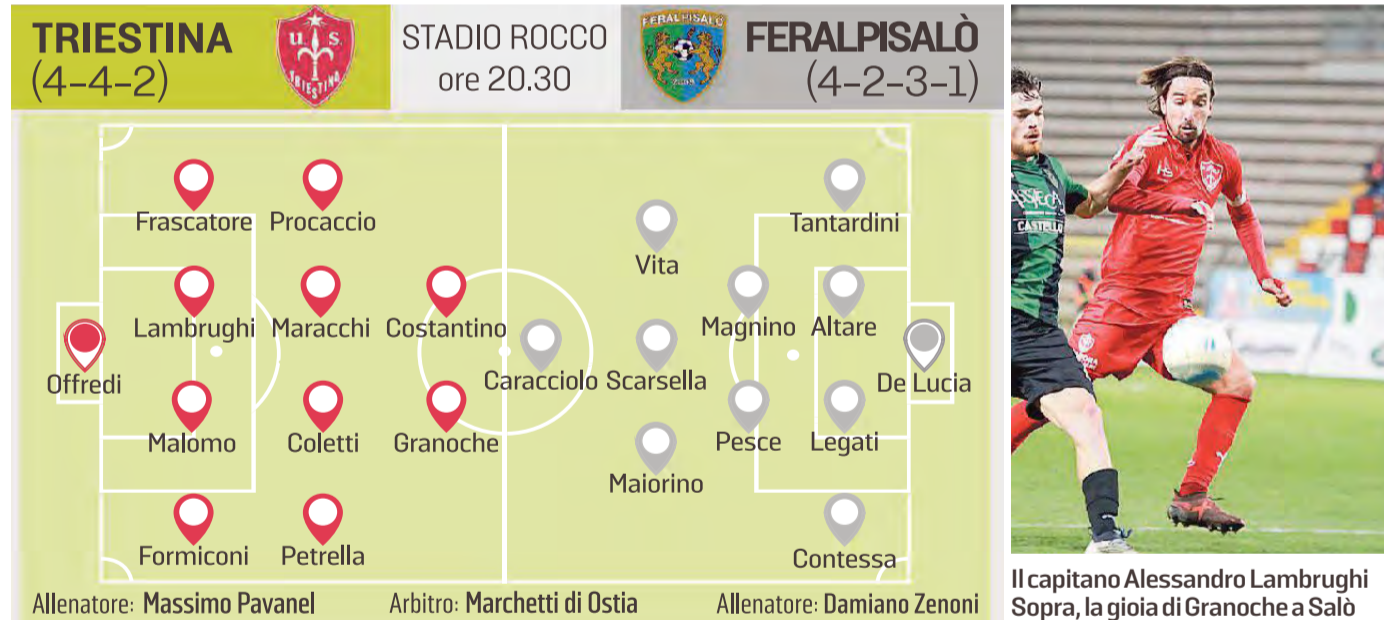 TRIESTINA
(4-4-2)
U. S.
TRIESTINA
STADIO ROCCO
ore 20.30
FERALPISALÒ
FERALPISALÒ
(4-2-3-1)
Frascatore Procaccio
Tantardini
Vita
Lambrughi Maracchi Costantino
Magnino Altare
Offredi
Caracciolo Scarsella
De Lucia
Malomo Coletti Granoche
Pesce Legati
Maiorino
Formiconi Petrella
Contessa
Allenatore: Massimo Pavanel
Arbitro: Marchetti di Ostia
Allenatore: Damiano Zenoni
HS
CASTELLO
Il capitano Alessandro Lambrughi
Sopra, la gioia di Granoche a Salò